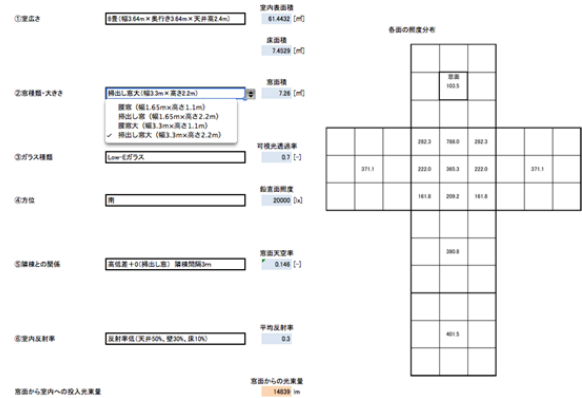 室内表面積
①室広さ 8畳(幅3.64m×奥行き3.64m×天井高2.4m) 61.4432 [㎡]
各面の照度分布
床面積
7.4529 [㎡]
窓面積
②窓種類・大きさ 掃出し窓大(幅3.3m×高さ2.2m) 7.26 [㎡]
腰窓(幅1.65m×高さ1.1m)
掃出し窓(幅1.65m×高さ2.2m)
腰窓大(幅3.3m×高さ1.1m)
✓ 掃出し窓大(幅3.3m×高さ2.2m)
窓面
103.5
可視光透過率
③ガラス種類 Low-Eガラス 0.7 [-]
282.3 788.0 282.3
371.1 222.0 365.3 222.0 371.1
161.8 209.2 161.8
鉛直面照度
④方位 南 20000 [lx]
窓面天空率
⑤隣棟との関係 高低差+0(掃出し窓) 隣棟間隔3m 0.146 [-]
390.8
平均反射率
⑥室内反射率 反射率低(天井50%、壁30%、床10%) 0.3
401.5
窓面からの光束量
窓面から室内への投入光束量 14839 lm